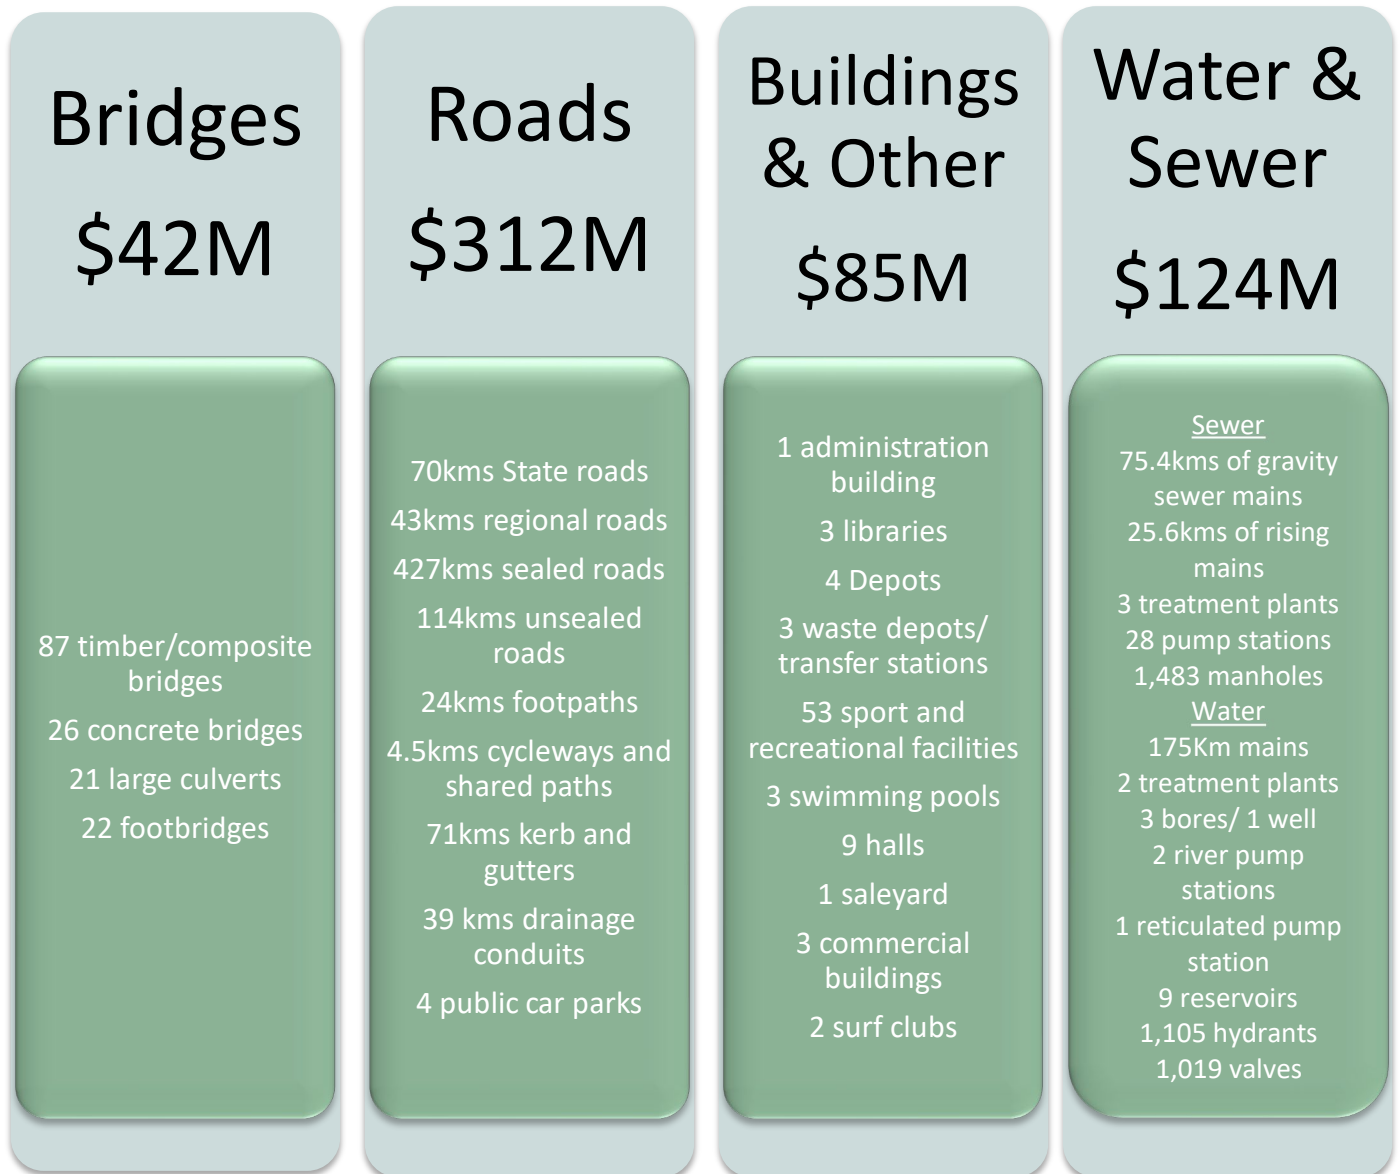 Bridges
$42M
87 timber/composite
bridges
26 concrete bridges
21 large culverts
22 footbridges
Roads
$312M
70kms State roads
43kms regional roads
427kms sealed roads
114kms unsealed
roads
24kms footpaths
4.5kms cycleways and
shared paths
71kms kerb and
gutters
39 kms drainage
conduits
4 public car parks
Buildings
& Other
$85M
1 administration
building
3 libraries
4 Depots
3 waste depots/
transfer stations
53 sport and
recreational facilities
3 swimming pools
9 halls
1 saleyard
3 commercial
buildings
2 surf clubs
Water &
Sewer
$124M
Sewer
75.4kms of gravity
sewer mains
25.6kms of rising
mains
3 treatment plants
28 pump stations
1,483 manholes
Water
175Km mains
2 treatment plants
3 bores/ 1 well
2 river pump
stations
1 reticulated pump
station
9 reservoirs
1,105 hydrants
1,019 valves